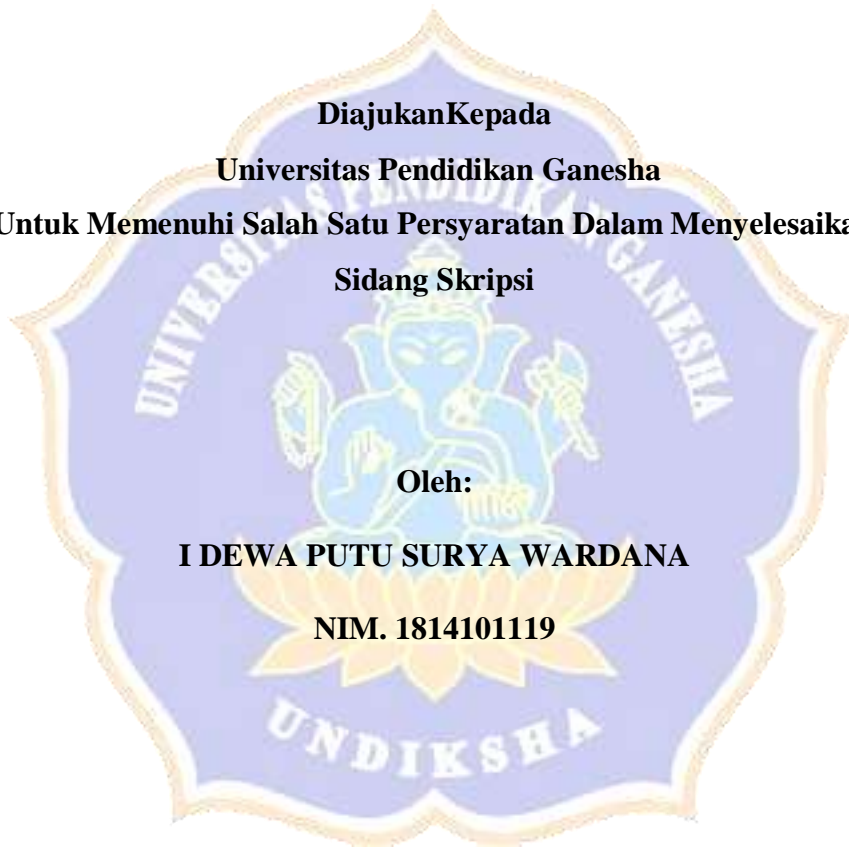 DiajukanKepada
Universitas Pendidikan Ganesha
Untuk Memenuhi Salah Satu Persyaratan Dalam Menyelesaika
Sidang Skripsi
UNIVERSITAS PENDIDIKAN GANESHA
Oleh:
I DEWA PUTU SURYA WARDANA
NIM. 1814101119
UNDIKSHA